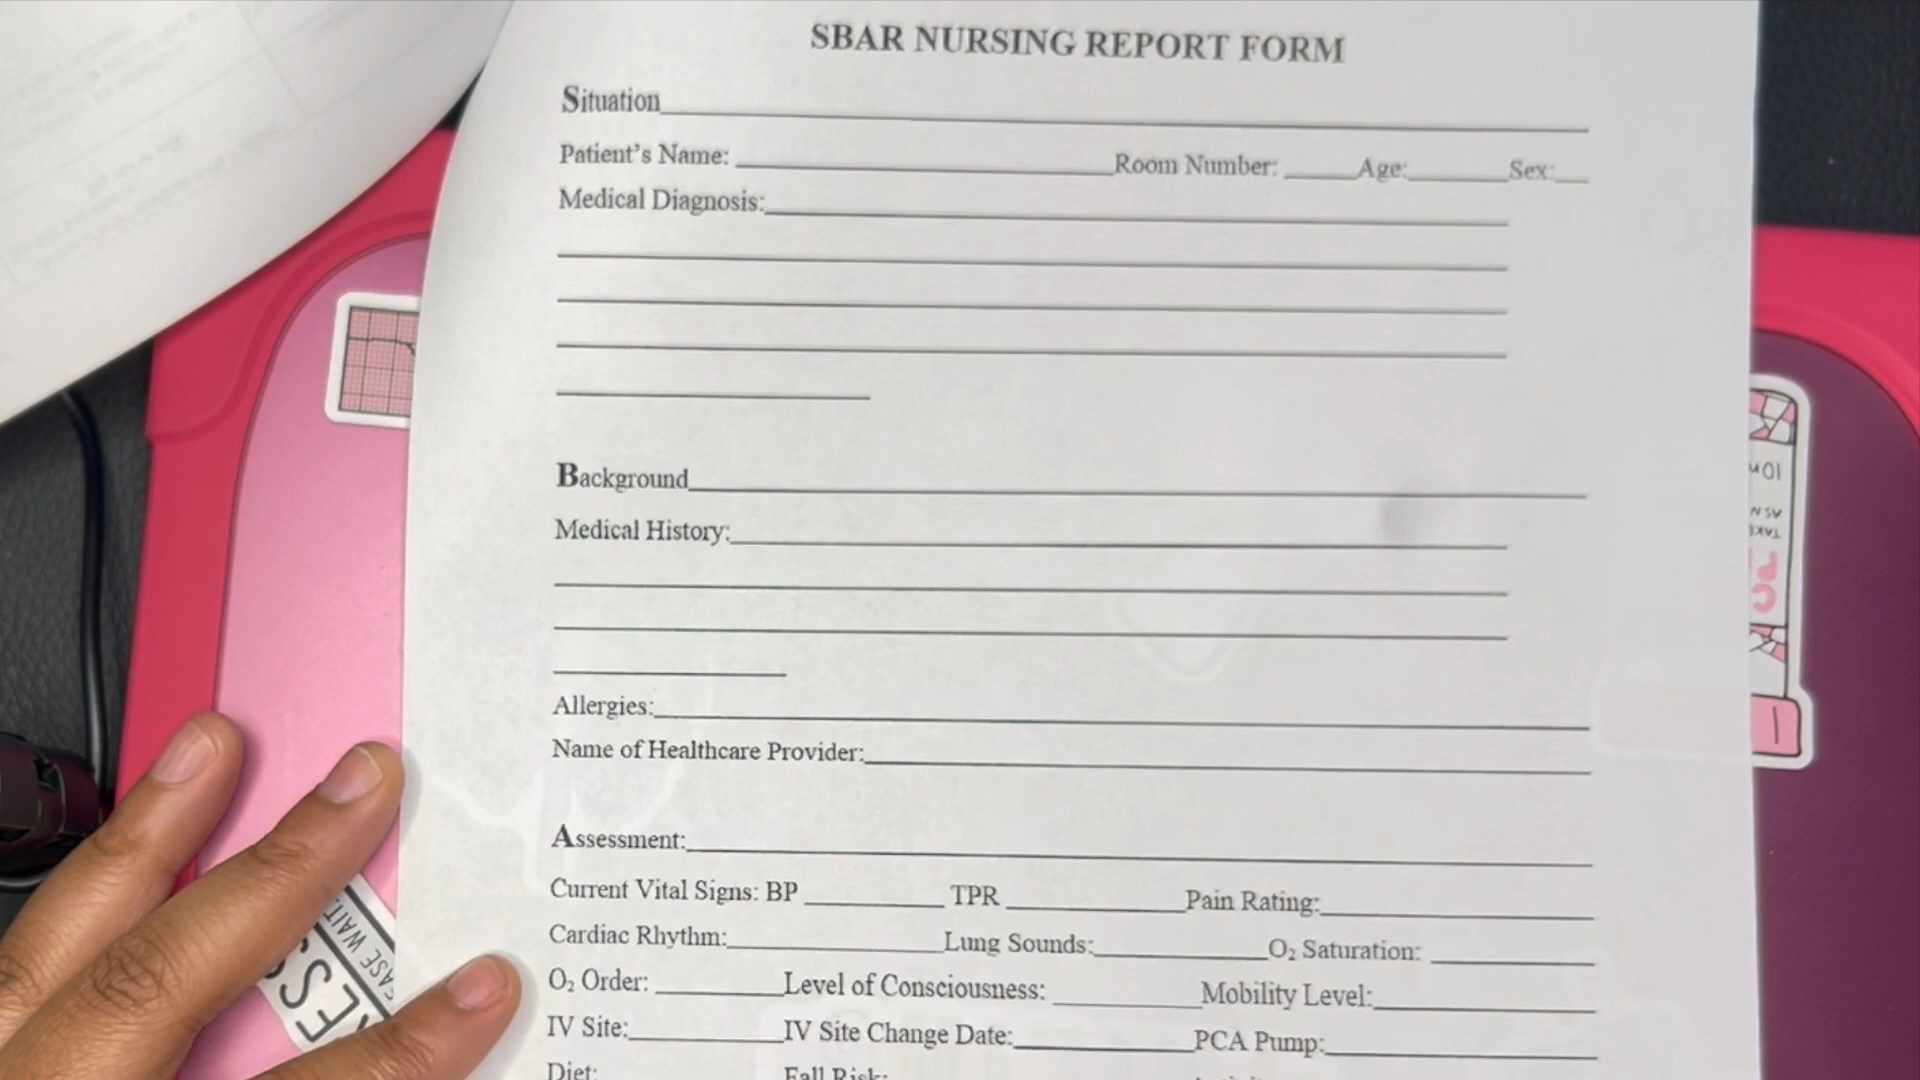 SBAR NURSING REPORT FORM
Situation
Patient's Name: Room Number: Age: Sex:
Medical Diagnosis:
Background
Medical History:
Allergies:
Name of Healthcare Provider:
Assessment:
Current Vital Signs: BP TPR Pain Rating:
Cardiac Rhythm: Lung Sounds: O₂ Saturation:
O₂ Order: Level of Consciousness: Mobility Level:
IV Site: IV Site Change Date: PCA Pump:
Diet: Fall Risk: